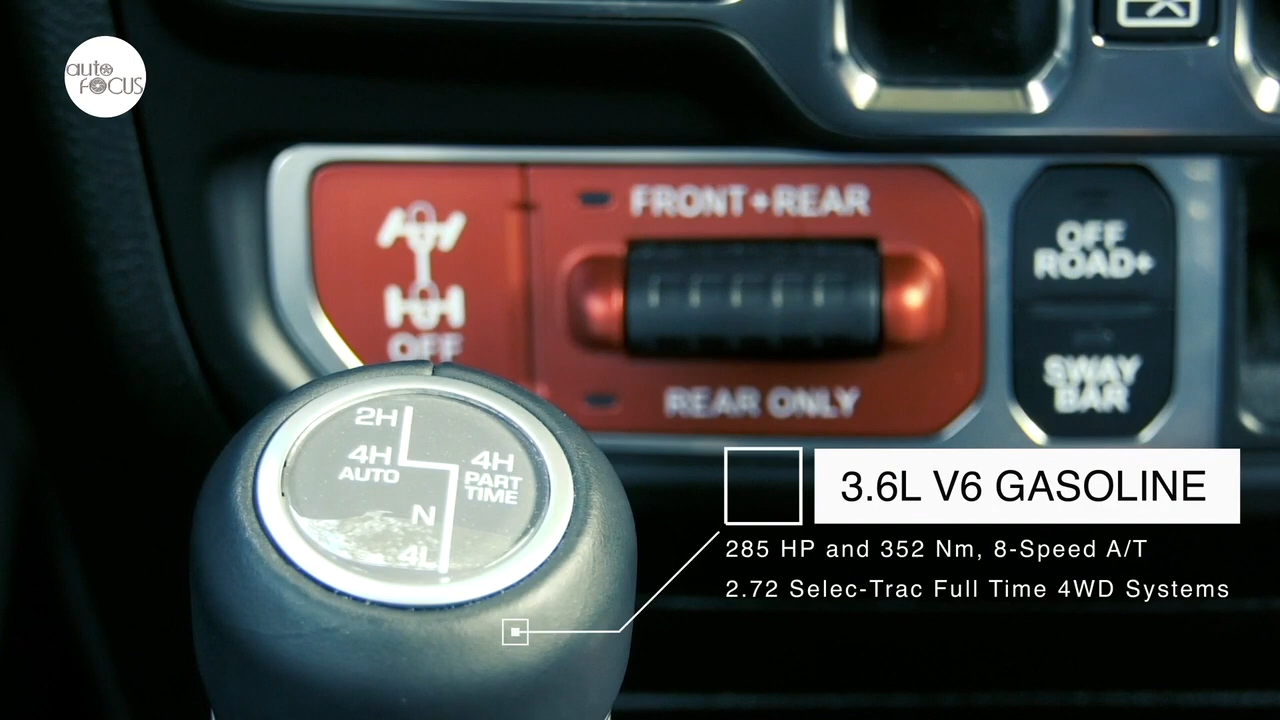 auto
FOCUS
FRONT+REAR
OFF
REAR ONLY
OFF
ROAD+
SWAY
BAR
2H
4H
AUTO
4H
PART
TIME
N
4L
3.6L V6 GASOLINE
285 HP and 352 Nm, 8-Speed A/T
2.72 Selec-Trac Full Time 4WD Systems